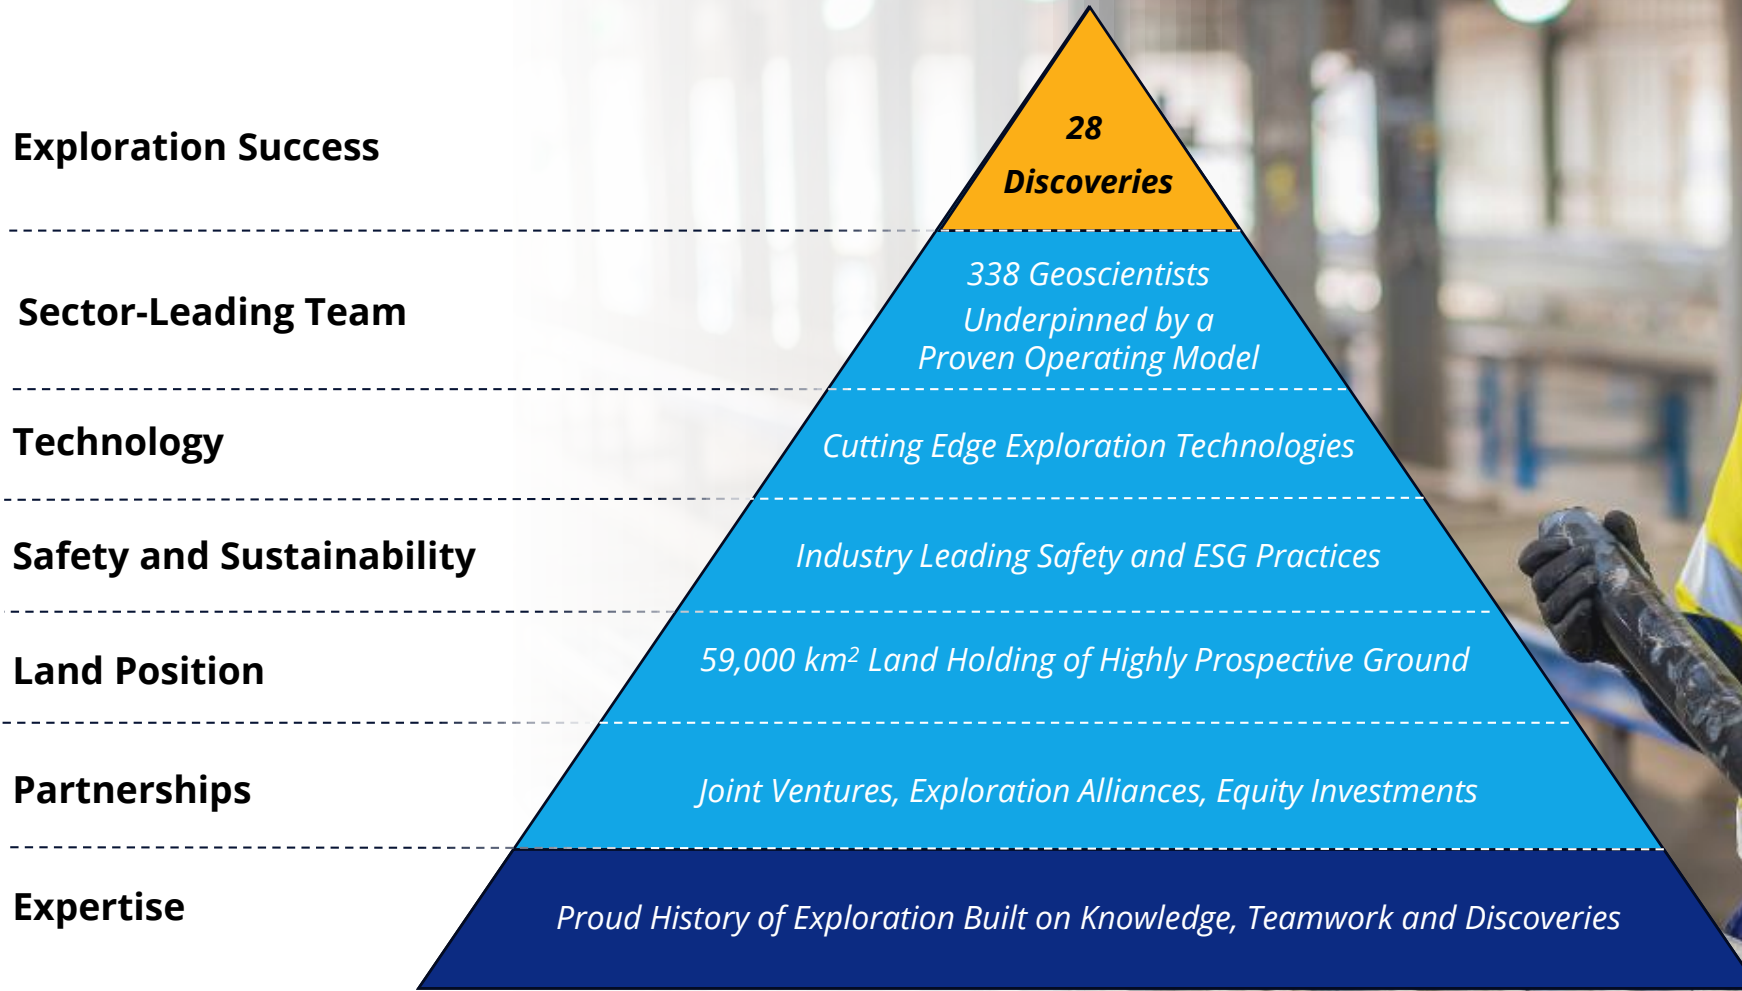 Exploration Success
28
Discoveries
Sector-Leading Team
338 Geoscientists
Underpinned by a
Proven Operating Model
Technology
Cutting Edge Exploration Technologies
Safety and Sustainability
Industry Leading Safety and ESG Practices
Land Position
59,000 km² Land Holding of Highly Prospective Ground
Partnerships
Joint Ventures, Exploration Alliances, Equity Investments
Expertise
Proud History of Exploration Built on Knowledge, Teamwork and Discoveries